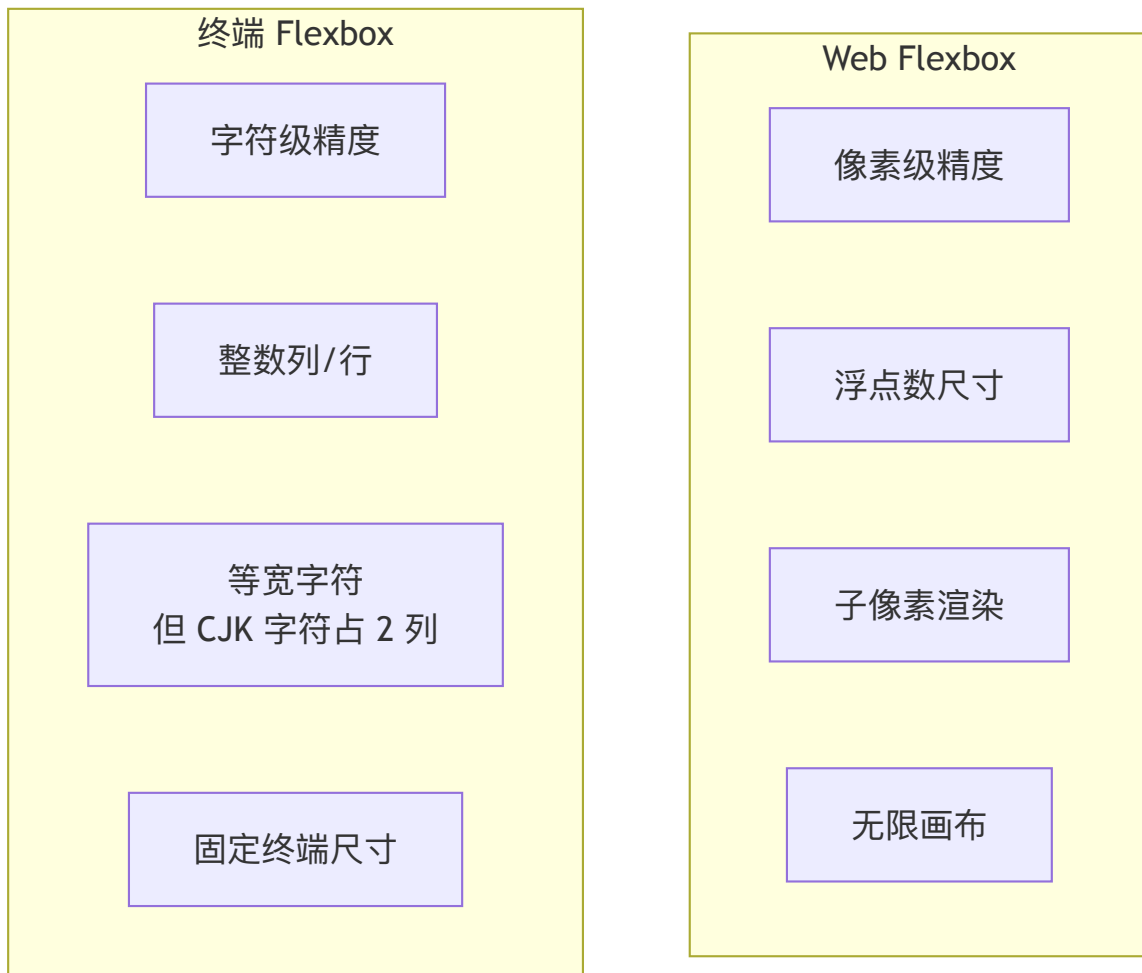 终端 Flexbox
字符级精度
整数列/行
等宽字符
但 CJK 字符占 2 列
固定终端尺寸
Web Flexbox
像素级精度
浮点数尺寸
子像素渲染
无限画布